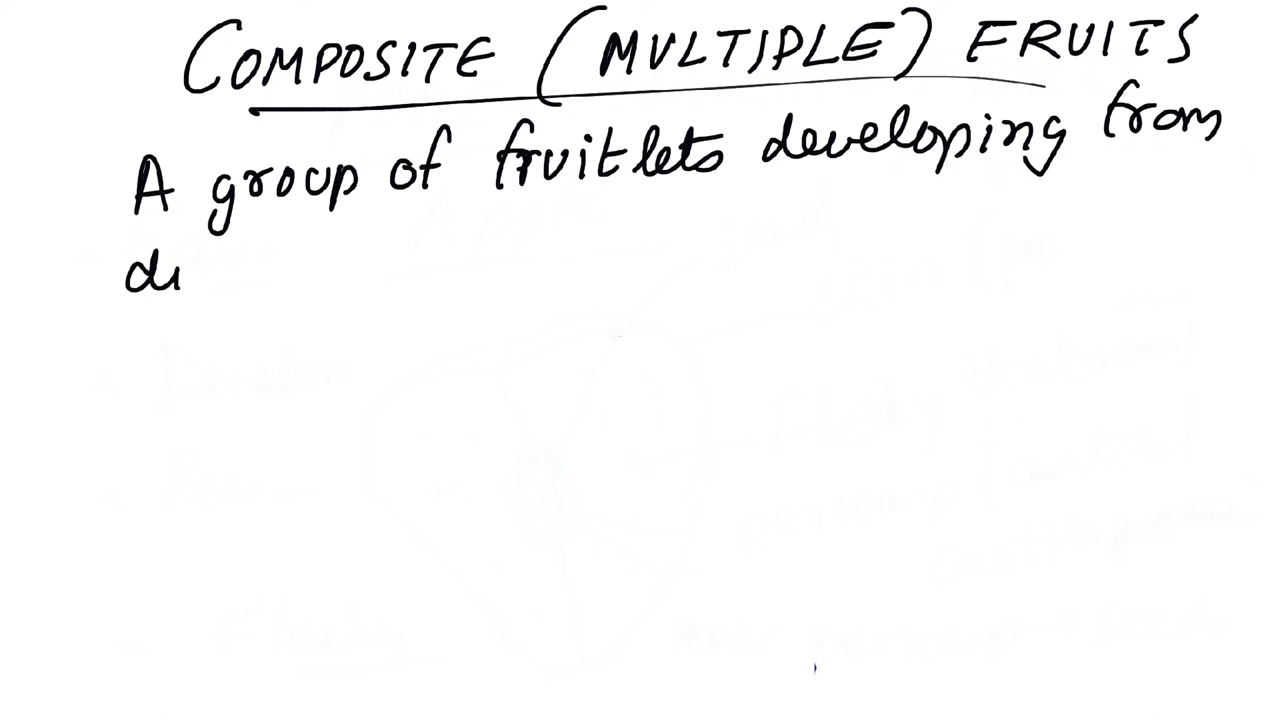 COMPOSITE (MULTIPLE) FRUITS
A group of fruitlets developing from